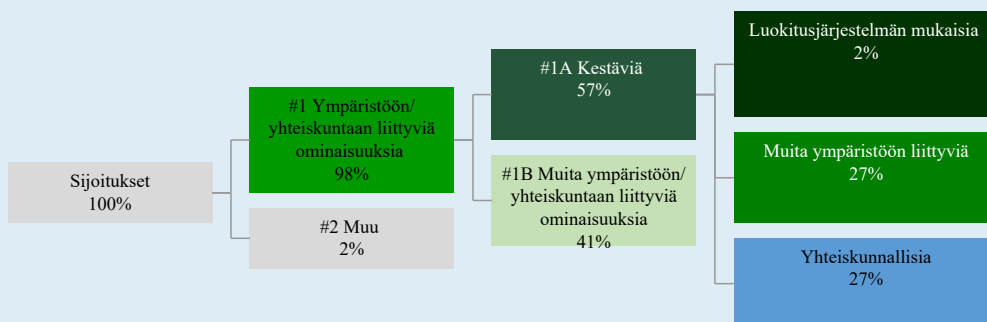 Sijoitukset
100%
#1 Ympäristöön/
yhteiskuntaan liittyviä
ominaisuuksia
98%
#2 Muu
2%
#1A Kestäviä
57%
#1B Muita ympäristöön/
yhteiskuntaan liittyviä
ominaisuuksia
41%
Luokitusjärjestelmän mukaisia
2%
Muita ympäristöön liittyviä
27%
Yhteiskunnallisia
27%